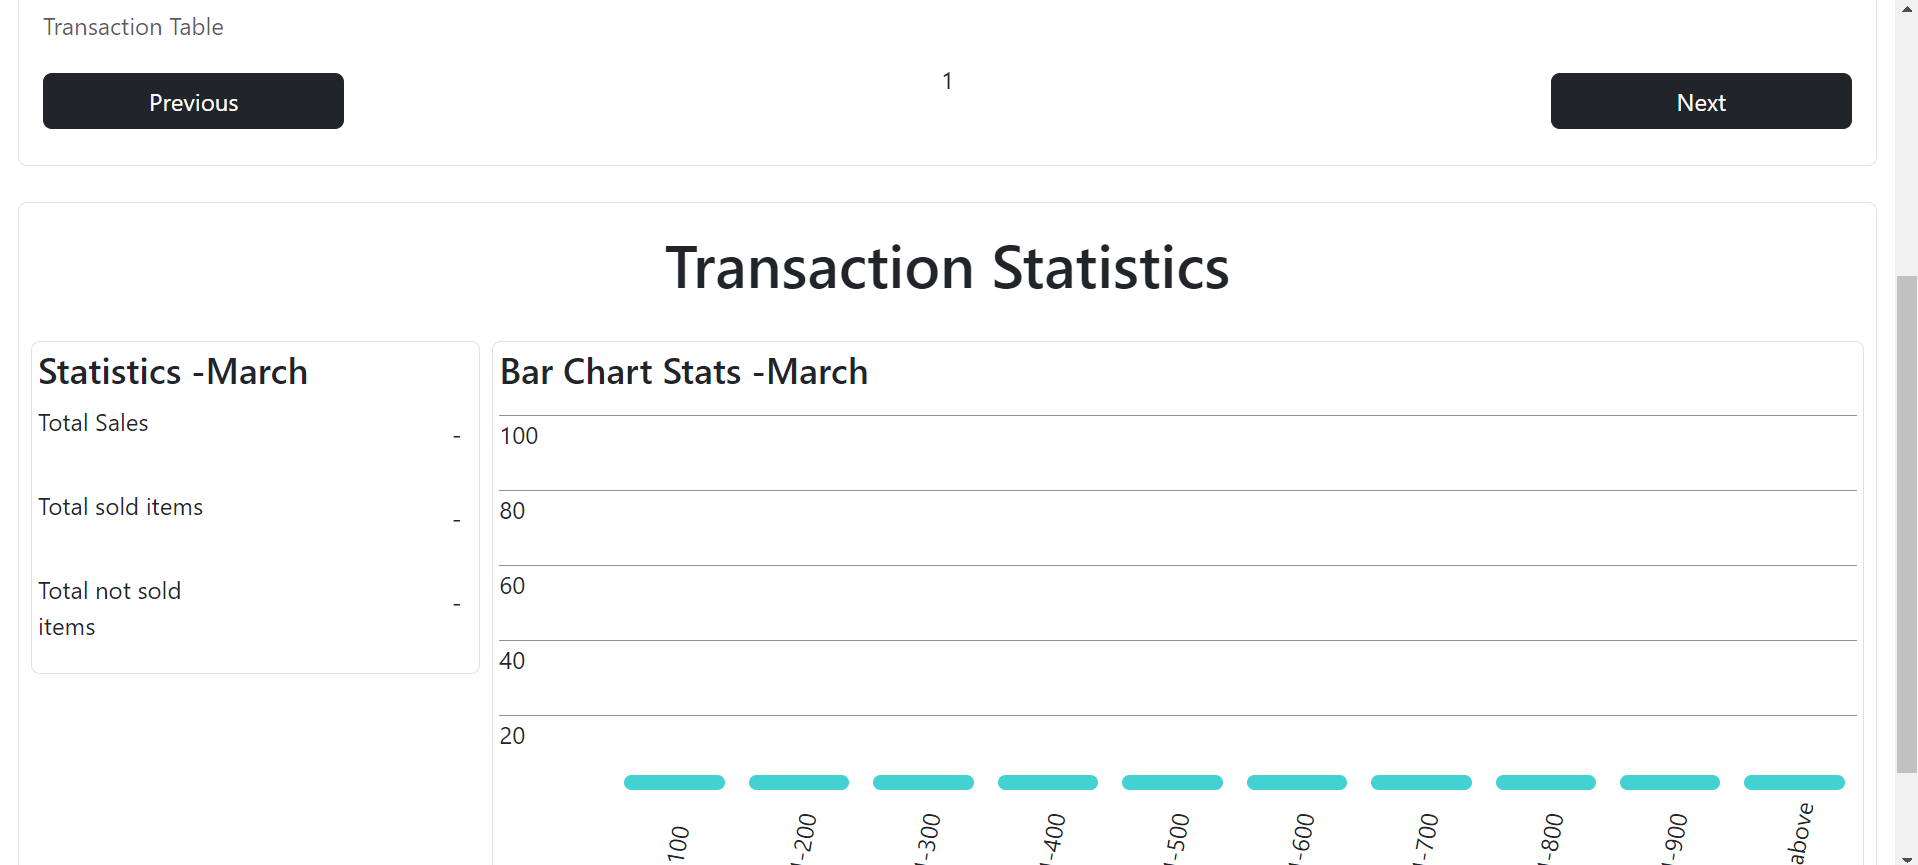 Transaction Table
Previous
1
Next
Transaction Statistics
Statistics -March
Total Sales
-
Total sold items
-
Total not sold
items
-
Bar Chart Stats -March
100
80
60
40
20
100
-200
-300
-400
-500
-600
-700
-800
-900
above